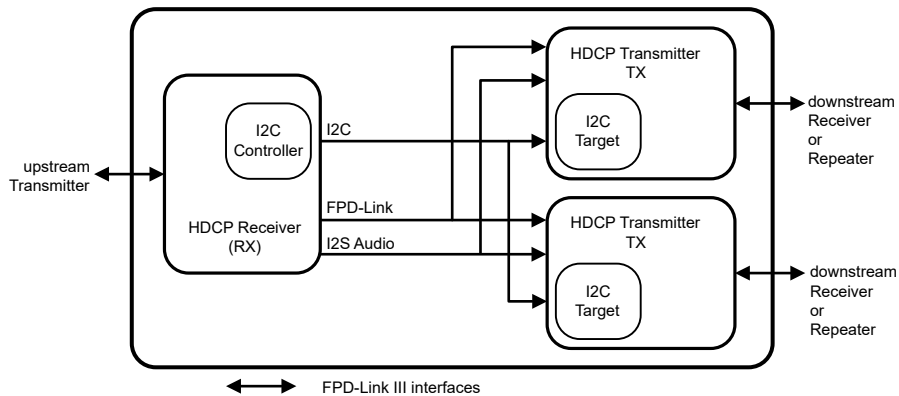 HDCP Transmitter
TX
I2C
Target
downstream
Receiver
or
Repeater
I2C
Controller
I2C
upstream
Transmitter
HDCP Receiver
(RX)
FPD-Link
I2S Audio
HDCP Transmitter
TX
I2C
Target
downstream
Receiver
or
Repeater
FPD-Link III interfaces